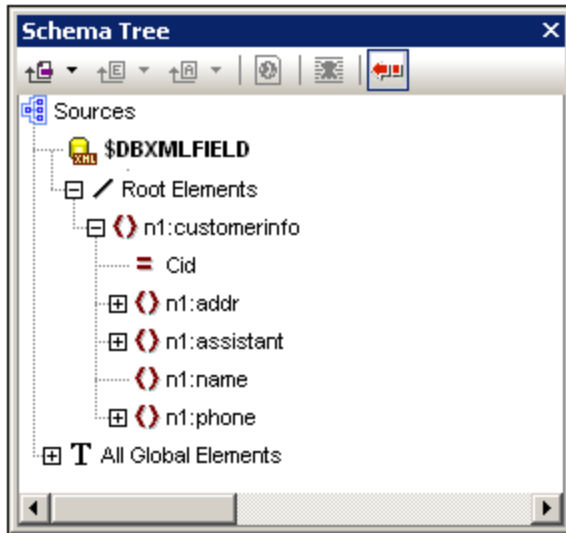 Schema Tree
Sources
$DBXMLFIELD
Root Elements
n1:customerinfo
Cid
n1:addr
n1:assistant
n1:name
n1:phone
T All Global Elements